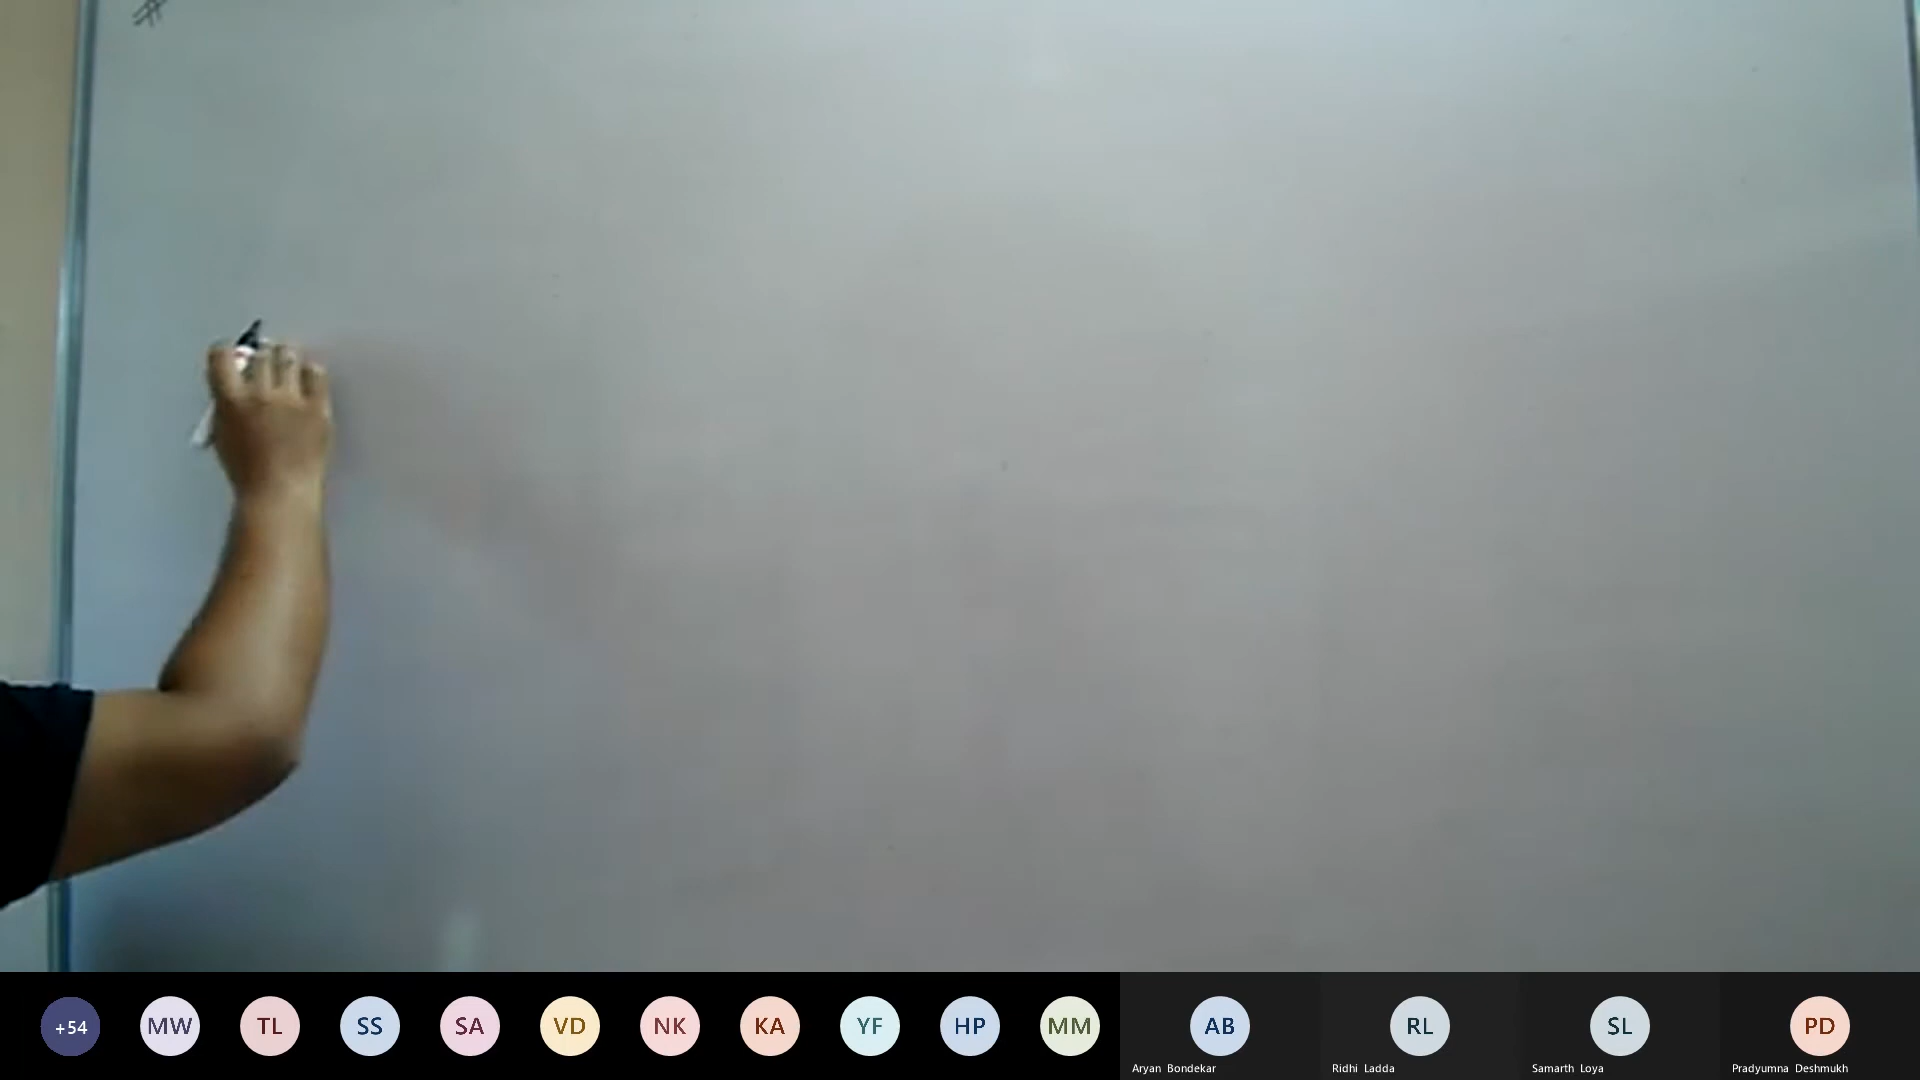 #
+54 MW TL SS SA VD NK KA YF HP MM AB RL SL PD
Aryan Bondekar Ridhi Ladda Samarth Loya Pradyumna Deshmukh